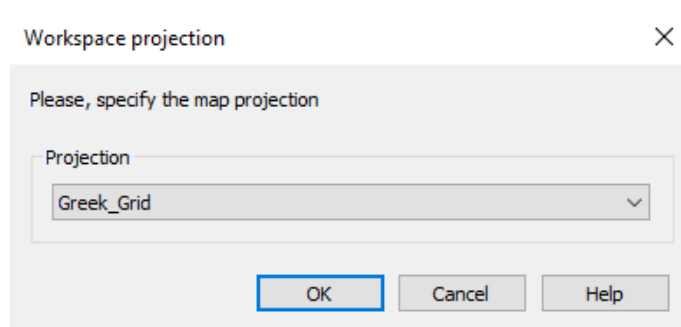 Workspace projection
Please, specify the map projection
Projection
Greek_Grid
OK Cancel Help